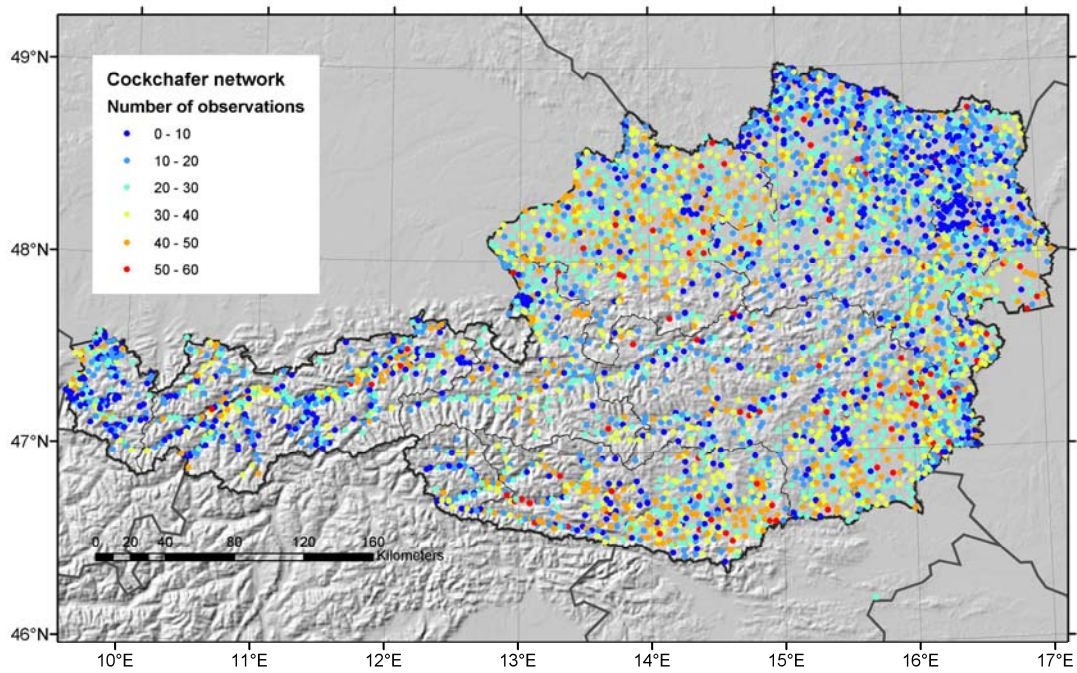 49°N
48°N
47°N
46°N
Cockchafer network
Number of observations
0 - 10
10 - 20
20 - 30
30 - 40
40 - 50
50 - 60
0 20 40 80 120 160
Kilometers
10°E 11°E 12°E 13°E 14°E 15°E 16°E 17°E